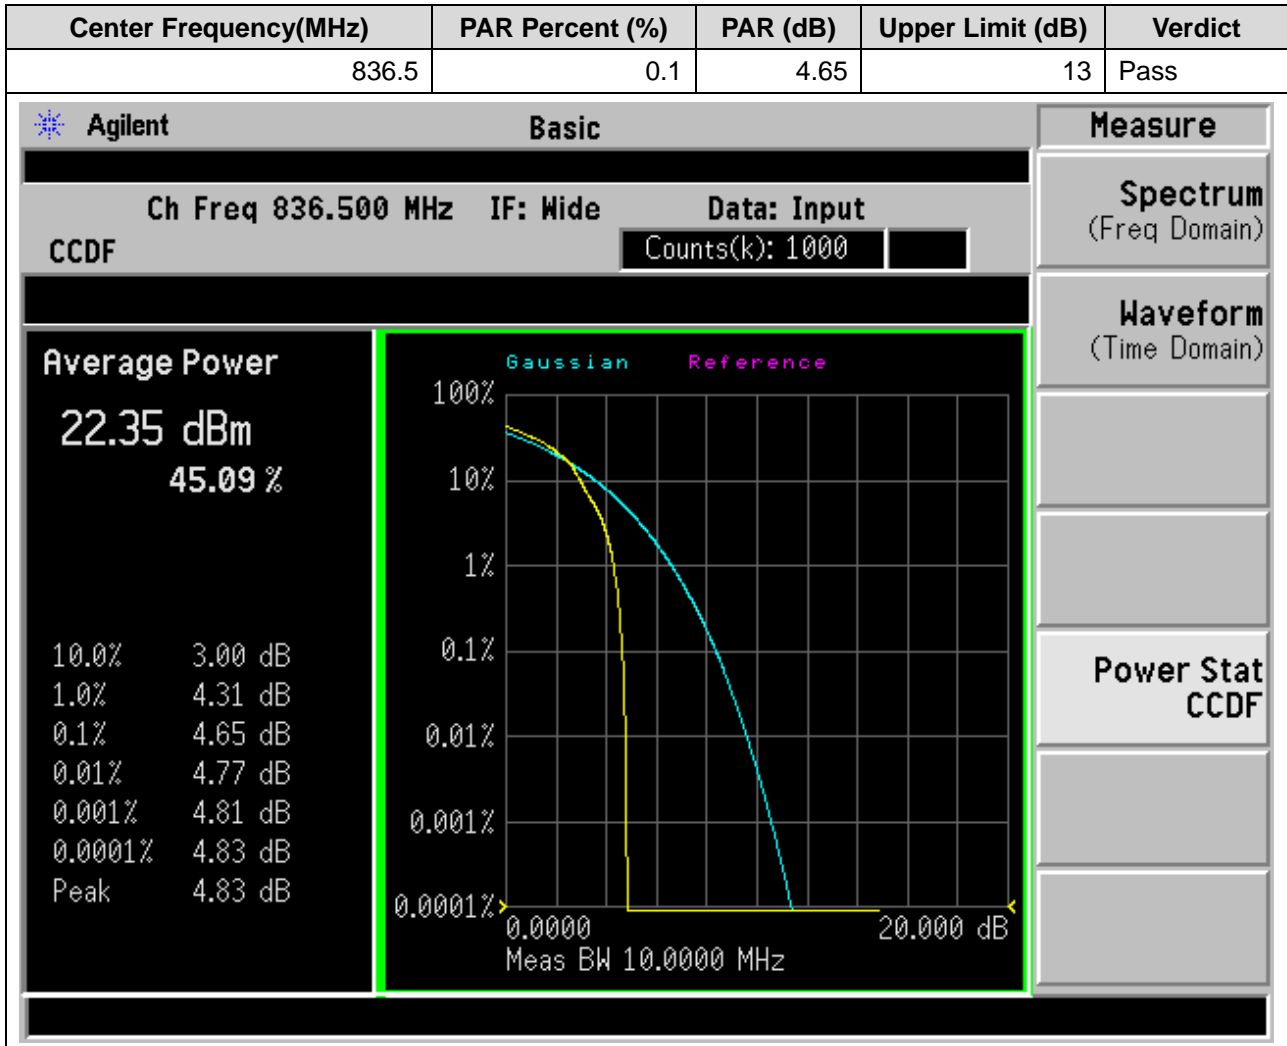 Center Frequency(MHz) PAR Percent (%) PAR (dB) Upper Limit (dB) Verdict
836.5 0.1 4.65 13 Pass
Agilent Basic Measure
Ch Freq 836.500 MHz IF: Wide Data: Input
CCDF Counts(k): 1000
Average Power
22.35 dBm
45.09 %
10.0% 3.00 dB
1.0% 4.31 dB
0.1% 4.65 dB
0.01% 4.77 dB
0.001% 4.81 dB
0.0001% 4.83 dB
Peak 4.83 dB
Gaussian Reference
100%
10%
1%
0.1%
0.01%
0.001%
0.0001%
0.0000 20.000 dB
Meas BW 10.0000 MHz
Spectrum
(Freq Domain)
Waveform
(Time Domain)
Power Stat
CCDF